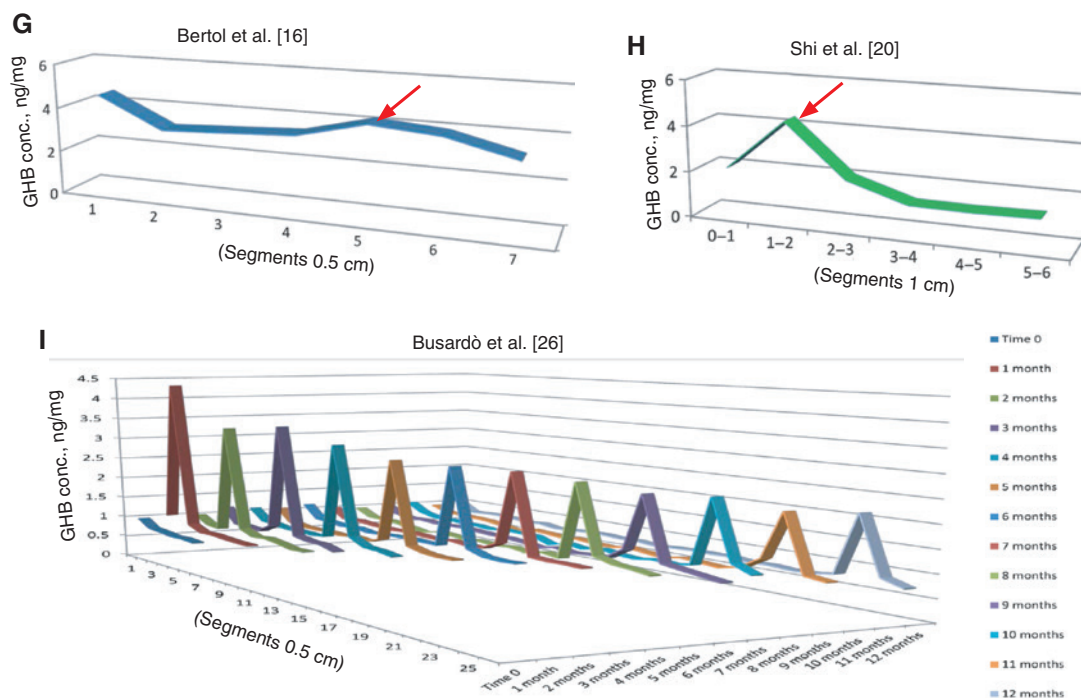 G
Bertol et al. [16]
GHB conc., ng/mg
6
4
2
0
1
2
3
4
5
6
7
(Segments 0.5 cm)
H
Shi et al. [20]
GHB conc., ng/mg
6
4
2
0
0–1
1–2
2–3
3–4
4–5
5–6
(Segments 1 cm)
I
Busardò et al. [26]
GHB conc., ng/mg
4.5
4
3.5
3
2.5
2
1.5
1
0.5
0
1
3
5
7
9
11
13
15
17
19
21
23
25
(Segments 0.5 cm)
Time 0
1 month
2 months
3 months
4 months
5 months
6 months
7 months
8 months
9 months
10 months
11 months
12 months
Time 0
1 month
2 months
3 months
4 months
5 months
6 months
7 months
8 months
9 months
10 months
11 months
12 months